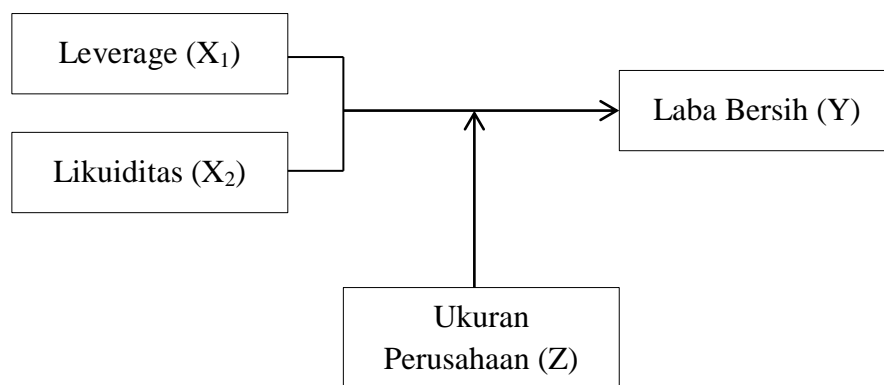 Leverage (X₁)
Laba Bersih (Y)
Likuiditas (X₂)
Ukuran
Perusahaan (Z)